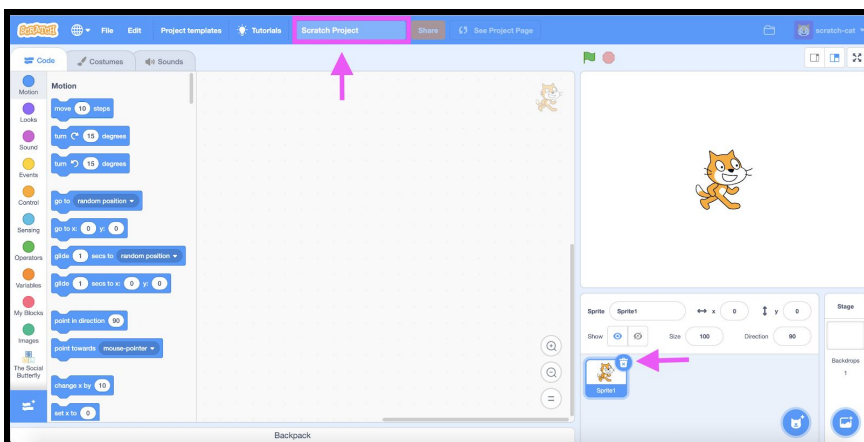 SCRATCH File Edit Project templates Tutorials Scratch Project Share See Project Page scratch-cat
Code Costumes Sounds
Motion
Looks
Sound
Events
Control
Sensing
Operators
Variables
My Blocks
Images
The Social
Butterfly
Motion
move 10 steps
turn 15 degrees
turn 15 degrees
go to random position
go to x: 0 y: 0
glide 1 secs to random position
glide 1 secs to x: 0 y: 0
point in direction 90
point towards mouse-pointer
change x by 10
set x to 0
Backpack
Sprite Sprite1 x 0 y 0
Show Size 100 Direction 90
Sprite1
Stage
Backdrops
1